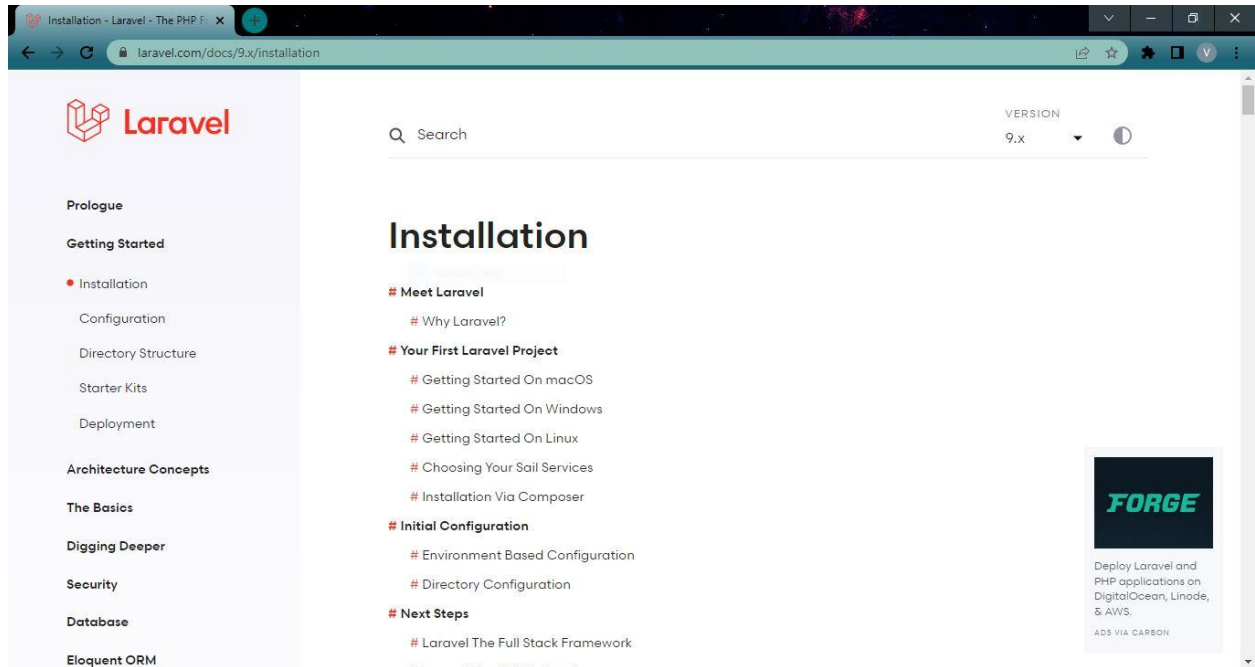 Installation - Laravel - The PHP F
laravel.com/docs/9.x/installation
V
Laravel
Search
VERSION
9.x
Prologue
Getting Started
Installation
Configuration
Directory Structure
Starter Kits
Deployment
Architecture Concepts
The Basics
Digging Deeper
Security
Database
Eloquent ORM
Installation
# Meet Laravel
# Why Laravel?
# Your First Laravel Project
# Getting Started On macOS
# Getting Started On Windows
# Getting Started On Linux
# Choosing Your Sail Services
# Installation Via Composer
# Initial Configuration
# Environment Based Configuration
# Directory Configuration
# Next Steps
# Laravel The Full Stack Framework
FORGE
Deploy Laravel and
PHP applications on
DigitalOcean, Linode,
& AWS.
ADS VIA CARBON